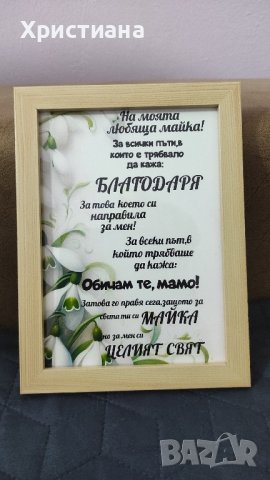 Християна
На моята
любяща майка!
За всички пъти,в
които е трябвало
да кажа:
БЛАГОДАРЯ
За това което си
направила
за мен!
За всеки път,в
който трябваше
да кажа:
Обичам те, мамо!
Затова го правя сега,защото за
света ти си МАЙКА
но за мен си
ЦЕЛИЯТ СВЯТ
BAZAR